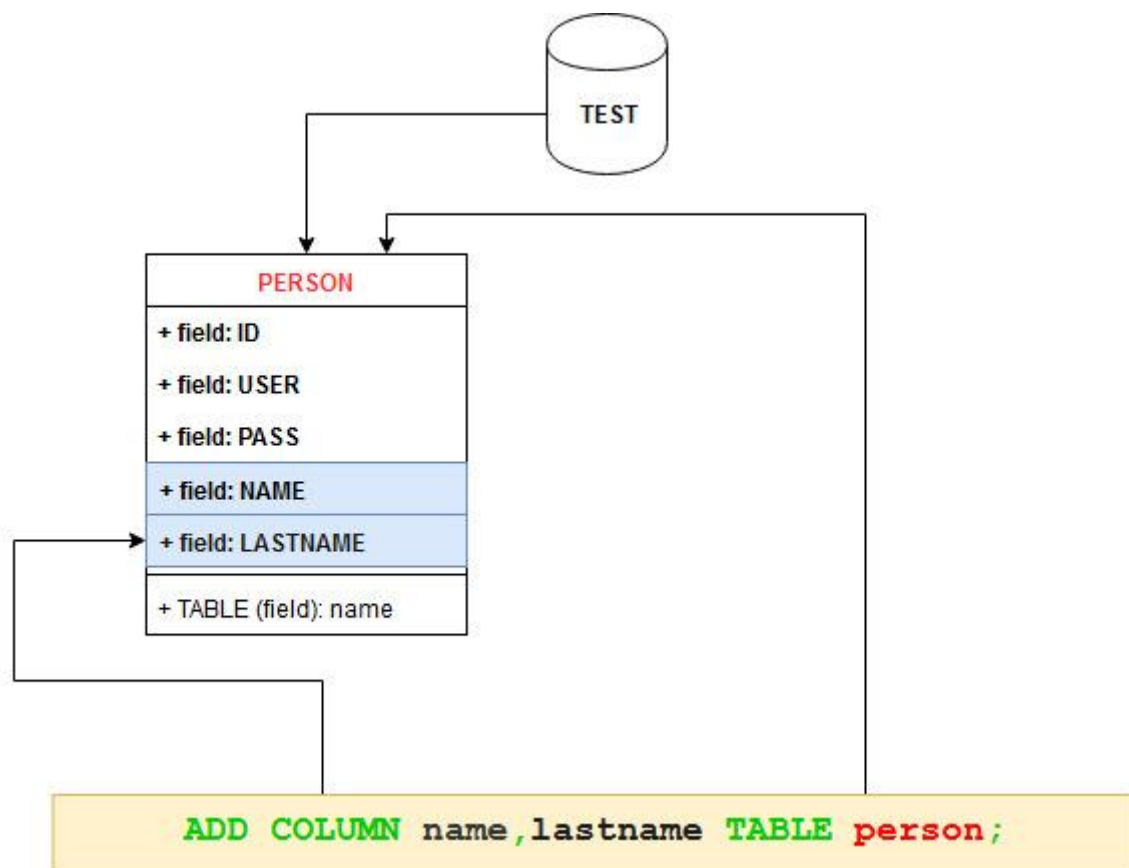 TEST
PERSON
+ field: ID
+ field: USER
+ field: PASS
+ field: NAME
+ field: LASTNAME
+ TABLE (field): name
ADD COLUMN name,lastname TABLE person;